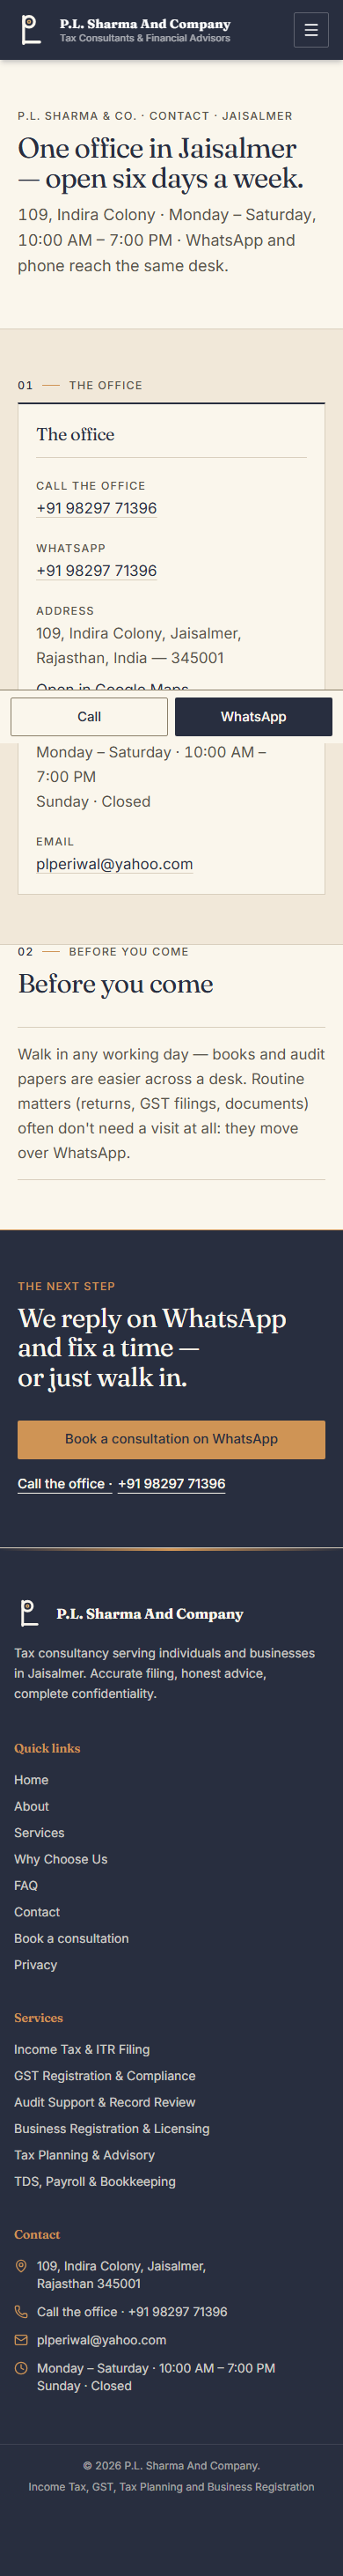 P.L. Sharma And Company
Tax Consultants & Financial Advisors
P.L. SHARMA & CO. · CONTACT · JAISALMER
One office in Jaisalmer
— open six days a week.
109, Indira Colony · Monday – Saturday,
10:00 AM – 7:00 PM · WhatsApp and
phone reach the same desk.
01 — THE OFFICE
The office
CALL THE OFFICE
+91 98297 71396
WHATSAPP
+91 98297 71396
ADDRESS
109, Indira Colony, Jaisalmer,
Rajasthan, India — 345001
Open in Google Maps
Call
WhatsApp
Monday – Saturday · 10:00 AM –
7:00 PM
Sunday · Closed
EMAIL
plperiwal@yahoo.com
02 — BEFORE YOU COME
Before you come
Walk in any working day — books and audit
papers are easier across a desk. Routine
matters (returns, GST filings, documents)
often don't need a visit at all: they move
over WhatsApp.
THE NEXT STEP
We reply on WhatsApp
and fix a time —
or just walk in.
Book a consultation on WhatsApp
Call the office · +91 98297 71396
P.L. Sharma And Company
Tax consultancy serving individuals and businesses
in Jaisalmer. Accurate filing, honest advice,
complete confidentiality.
Quick links
Home
About
Services
Why Choose Us
FAQ
Contact
Book a consultation
Privacy
Services
Income Tax & ITR Filing
GST Registration & Compliance
Audit Support & Record Review
Business Registration & Licensing
Tax Planning & Advisory
TDS, Payroll & Bookkeeping
Contact
109, Indira Colony, Jaisalmer,
Rajasthan 345001
Call the office · +91 98297 71396
plperiwal@yahoo.com
Monday – Saturday · 10:00 AM – 7:00 PM
Sunday · Closed
© 2026 P.L. Sharma And Company.
Income Tax, GST, Tax Planning and Business Registration